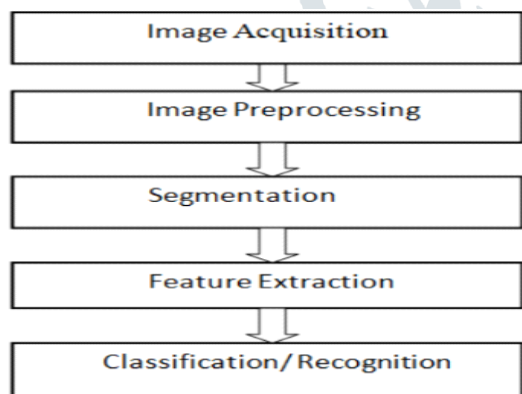 Image Acquisition
Image Preprocessing
Segmentation
Feature Extraction
Classification/Recognition